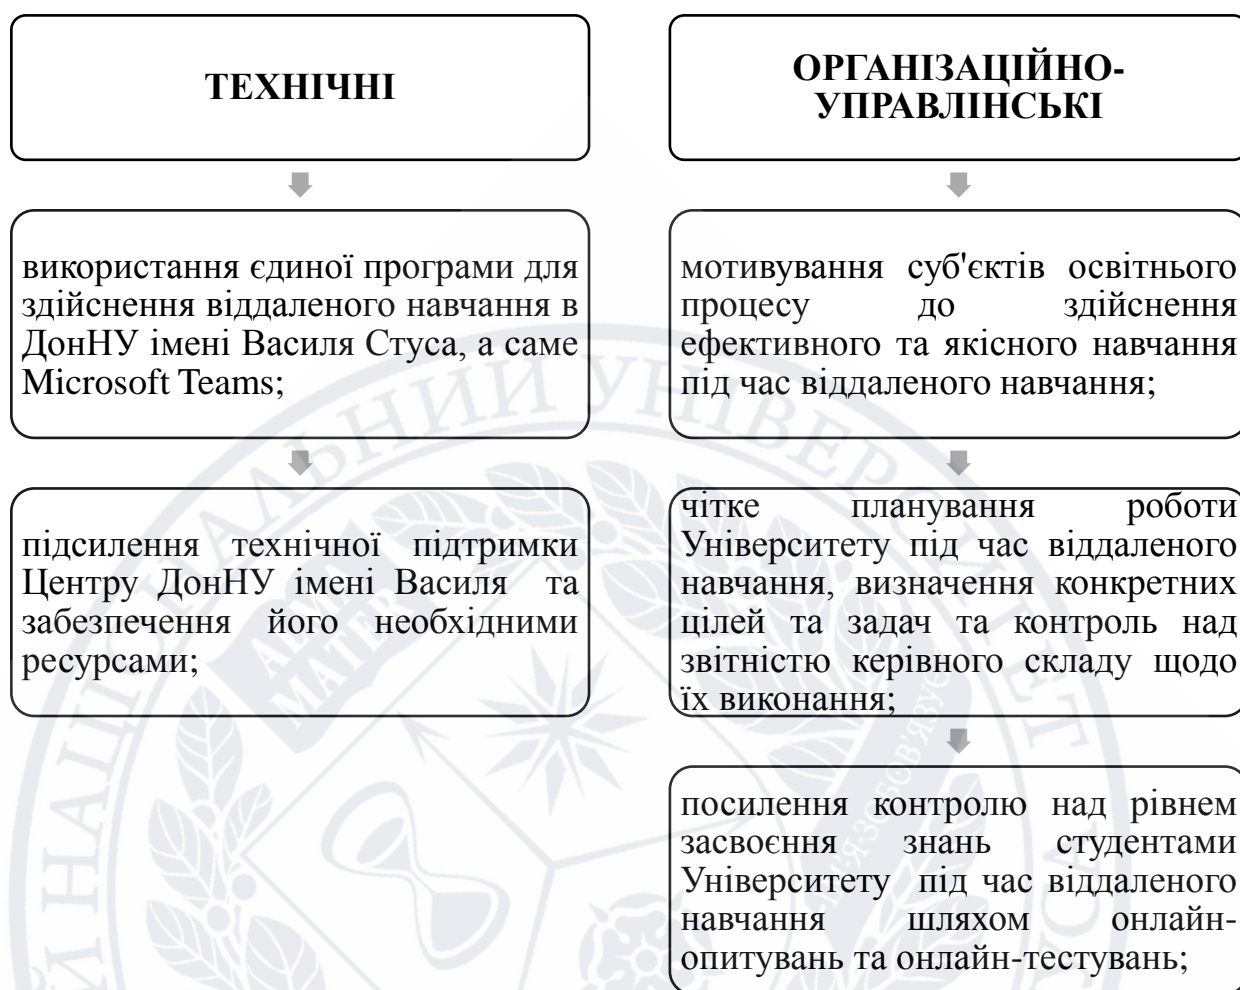 ТЕХНІЧНІ
використання єдиної програми для
здійснення віддаленого навчання в
ДонНУ імені Василя Стуса, а саме
Microsoft Teams;
підсилення технічної підтримки
Центру ДонНУ імені Василя та
забезпечення його необхідними
ресурсами;
ОРГАНІЗАЦІЙНО-
УПРАВЛІНСЬКІ
мотивування суб'єктів освітнього
процесу до здійснення
ефективного та якісного навчання
під час віддаленого навчання;
чітке планування роботи
Університету під час віддаленого
навчання, визначення конкретних
цілей та задач та контроль над
звітністю керівного складу щодо
їх виконання;
посилення контролю над рівнем
засвоєння знань студентами
Університету під час віддаленого
навчання шляхом онлайн-
опитувань та онлайн-тестувань;
ALMA
MATER